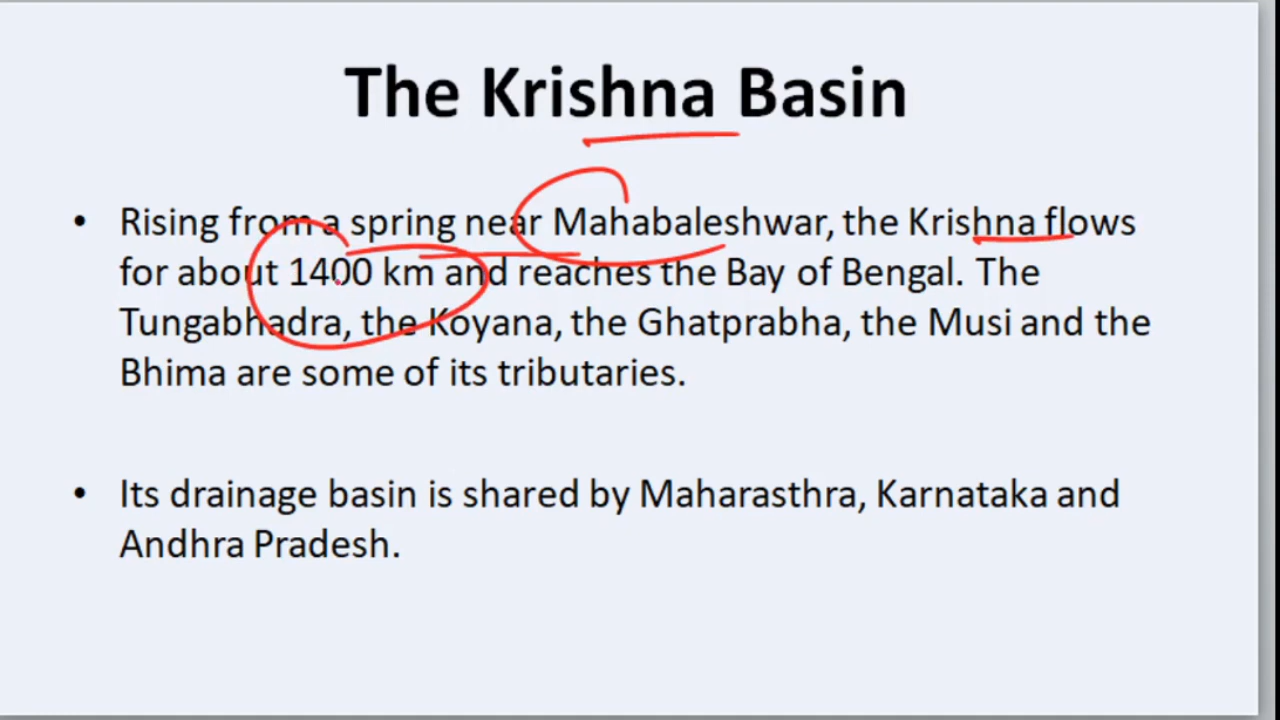 The Krishna Basin
• Rising from a spring near Mahabaleshwar, the Krishna flows
for about 1400 km and reaches the Bay of Bengal. The
Tungabhadra, the Koyana, the Ghatprabha, the Musi and the
Bhima are some of its tributaries.
• Its drainage basin is shared by Maharasthra, Karnataka and
Andhra Pradesh.